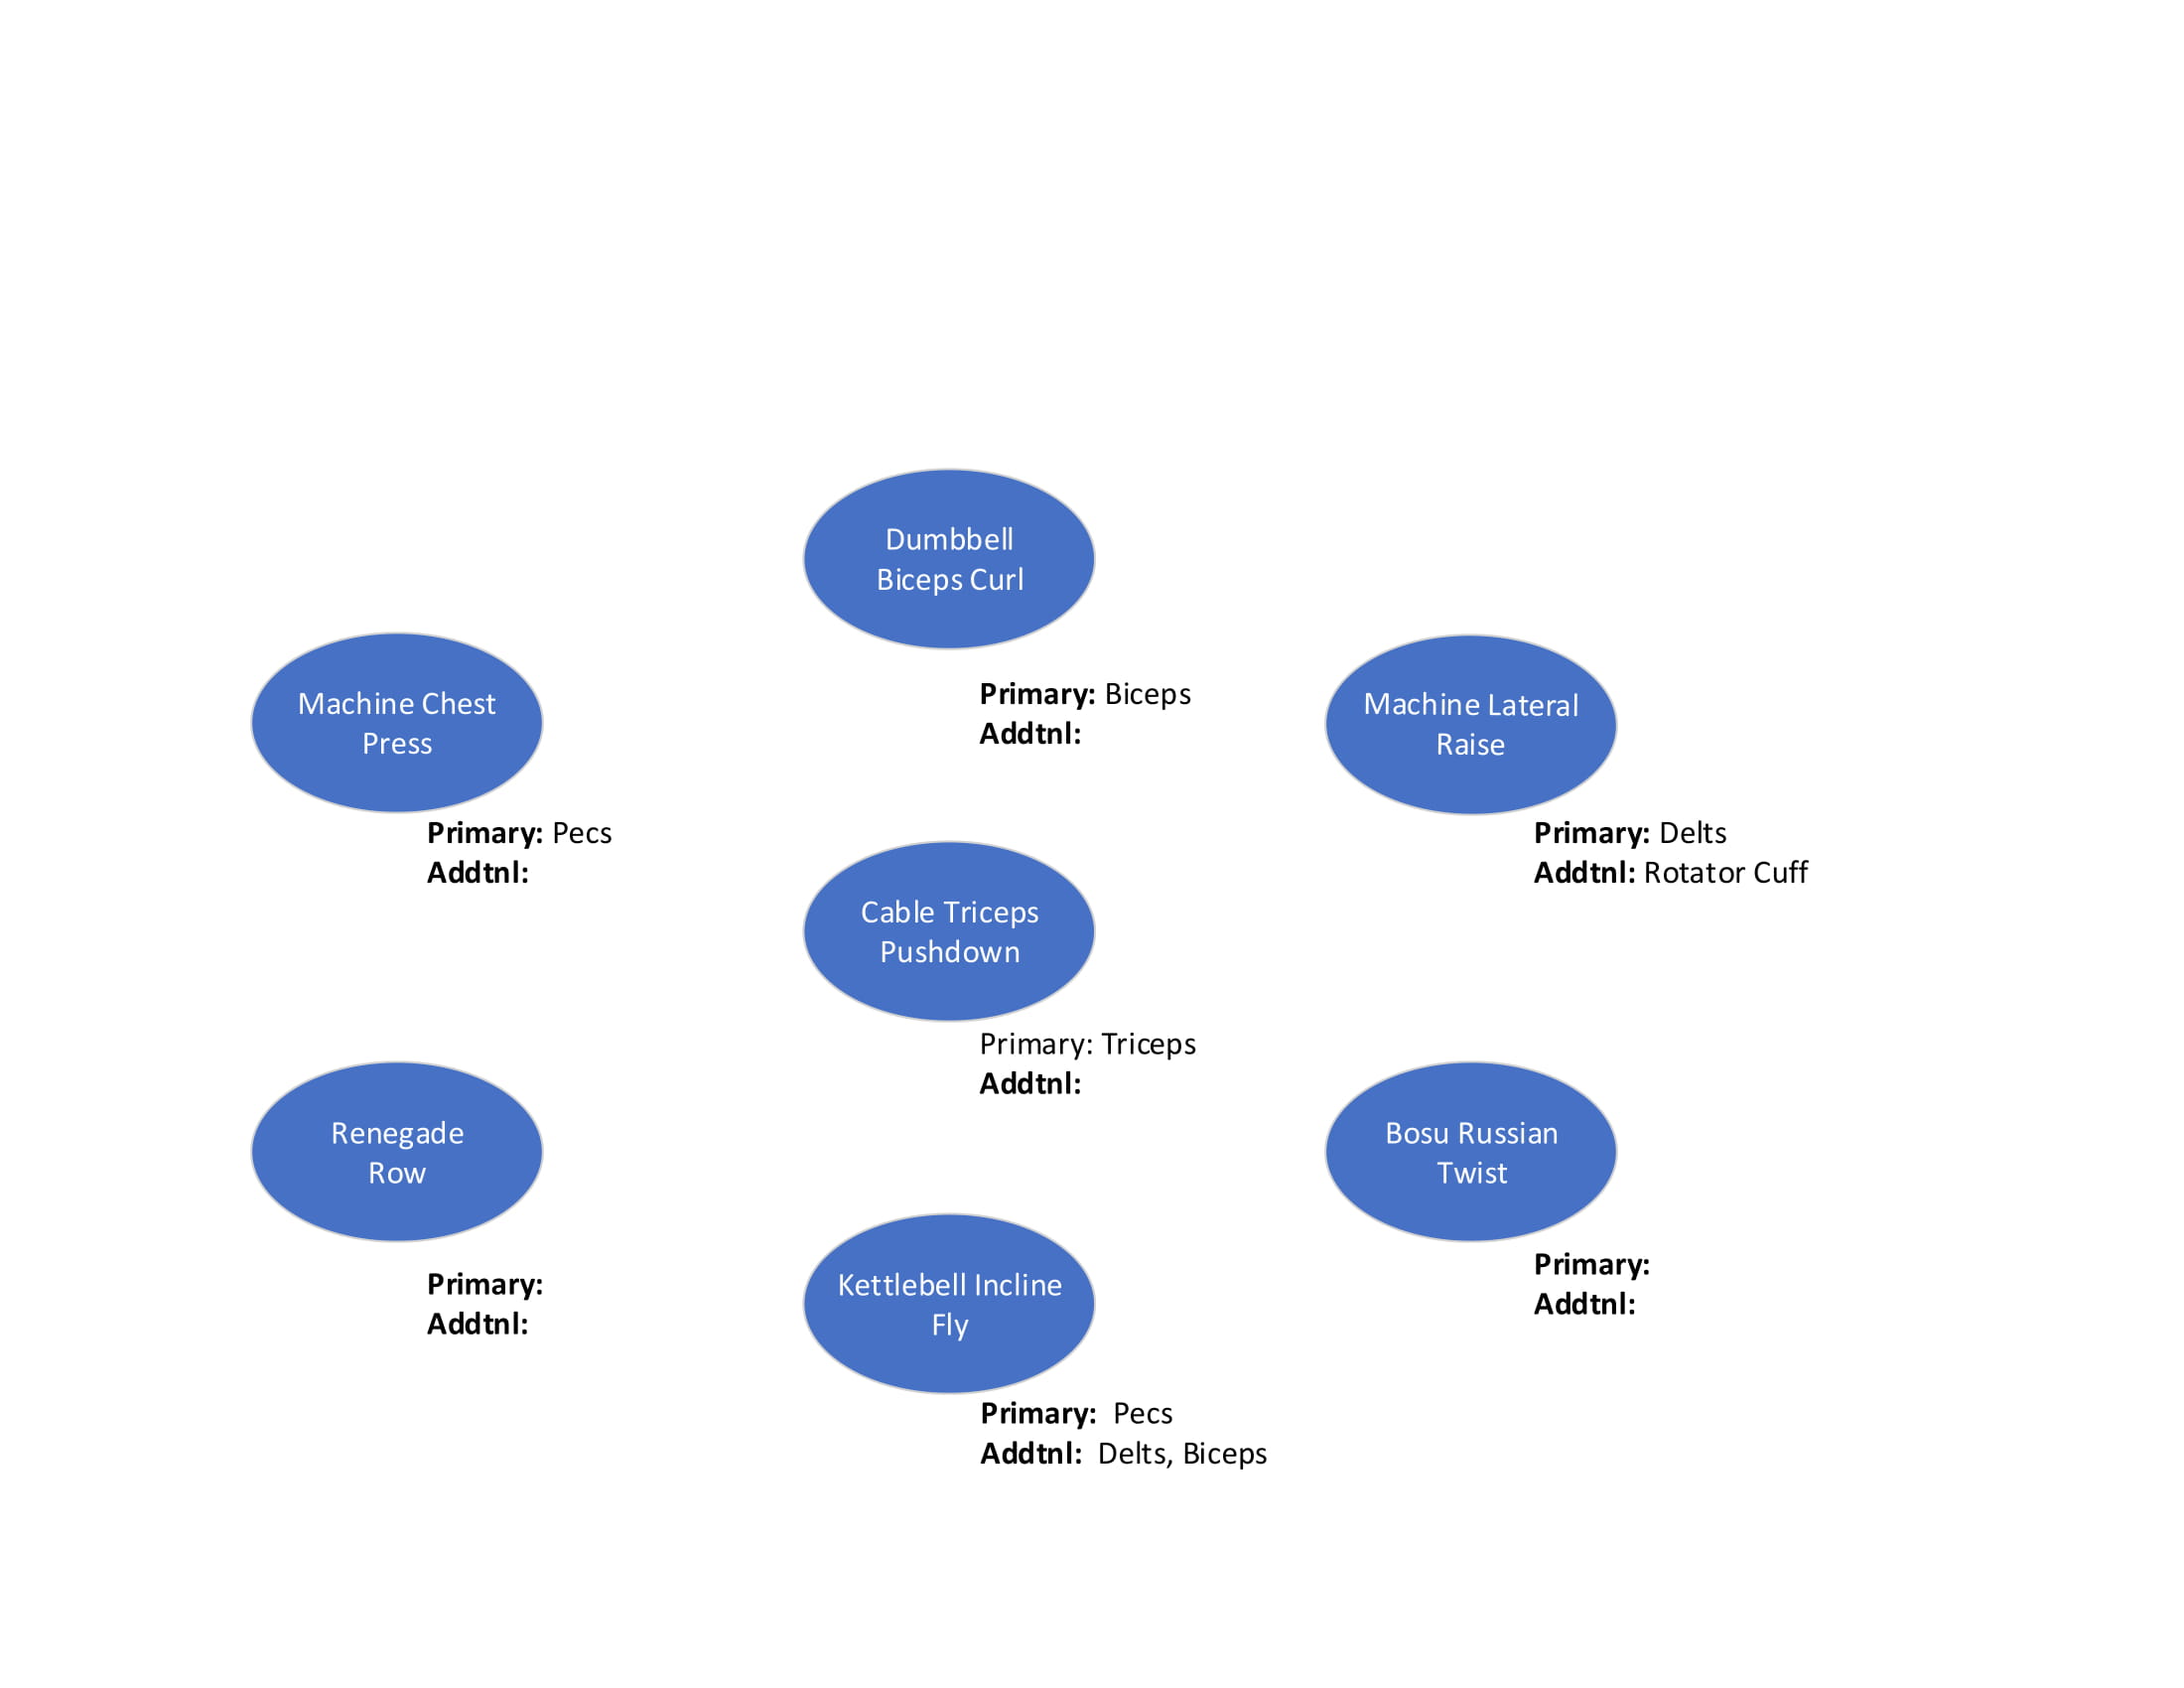 Dumbbell
Biceps Curl
Primary: Biceps
Addtnl:
Machine Chest
Press
Primary: Pecs
Addtnl:
Machine Lateral
Raise
Primary: Delts
Addtnl: Rotator Cuff
Cable Triceps
Pushdown
Primary: Triceps
Addtnl:
Renegade
Row
Primary:
Addtnl:
Bosu Russian
Twist
Primary:
Addtnl:
Kettlebell Incline
Fly
Primary:  Pecs
Addtnl:  Delts, Biceps